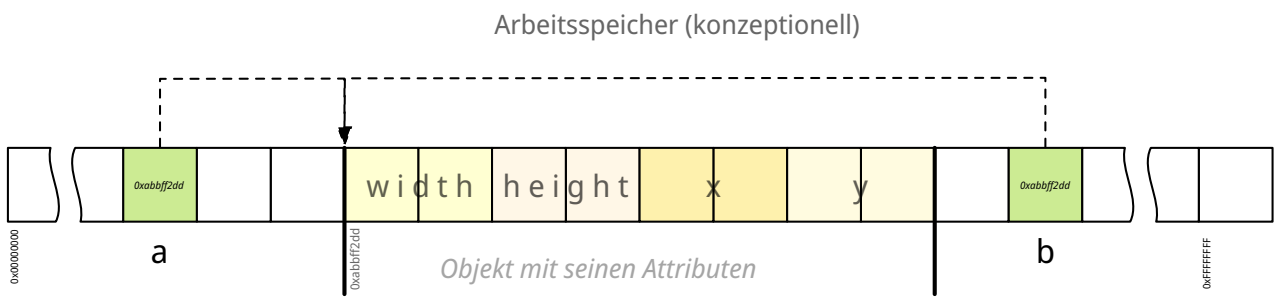 Arbeitsspeicher (konzeptionell)
0xabbff2dd
width height x y
0xabbff2dd
0x00000000
a
0xabbff2dd
Objekt mit seinen Attributen
b
0xFFFFFFFF